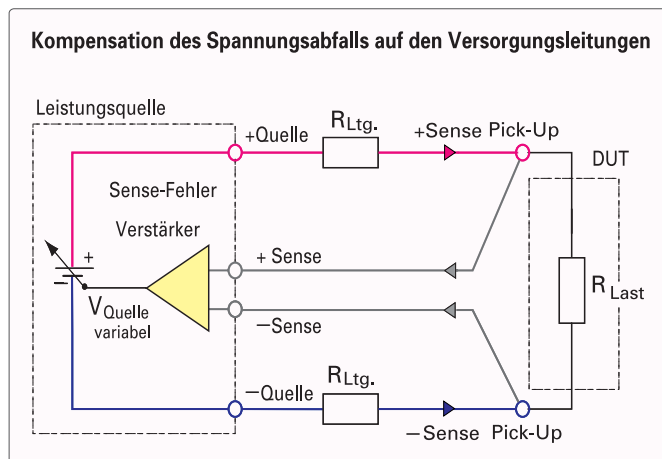 Kompensation des Spannungsabfalls auf den Versorgungsleitungen
Leistungsquelle
+Quelle
RLtg.
+Sense Pick-Up
DUT
Sense-Fehler
Verstärker
+ Sense
+
–
VQuelle
variabel
–Sense
RLast
–Quelle
RLtg.
–Sense Pick-Up